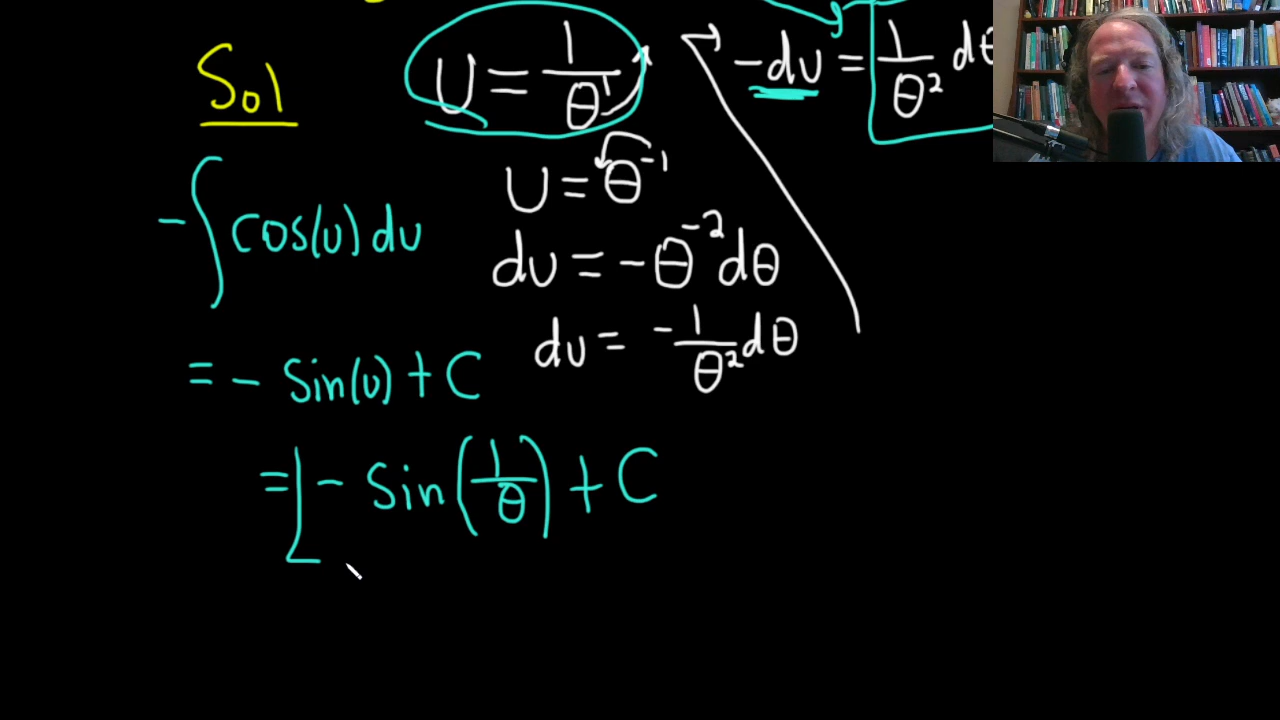 Sol
U = 1/θ¹
-du = 1/θ² dθ
U = θ⁻¹
-∫cos(u) du
du = -θ⁻² dθ
du = -1/θ² dθ
= - Sin(u) + C
= - Sin(1/θ) + C